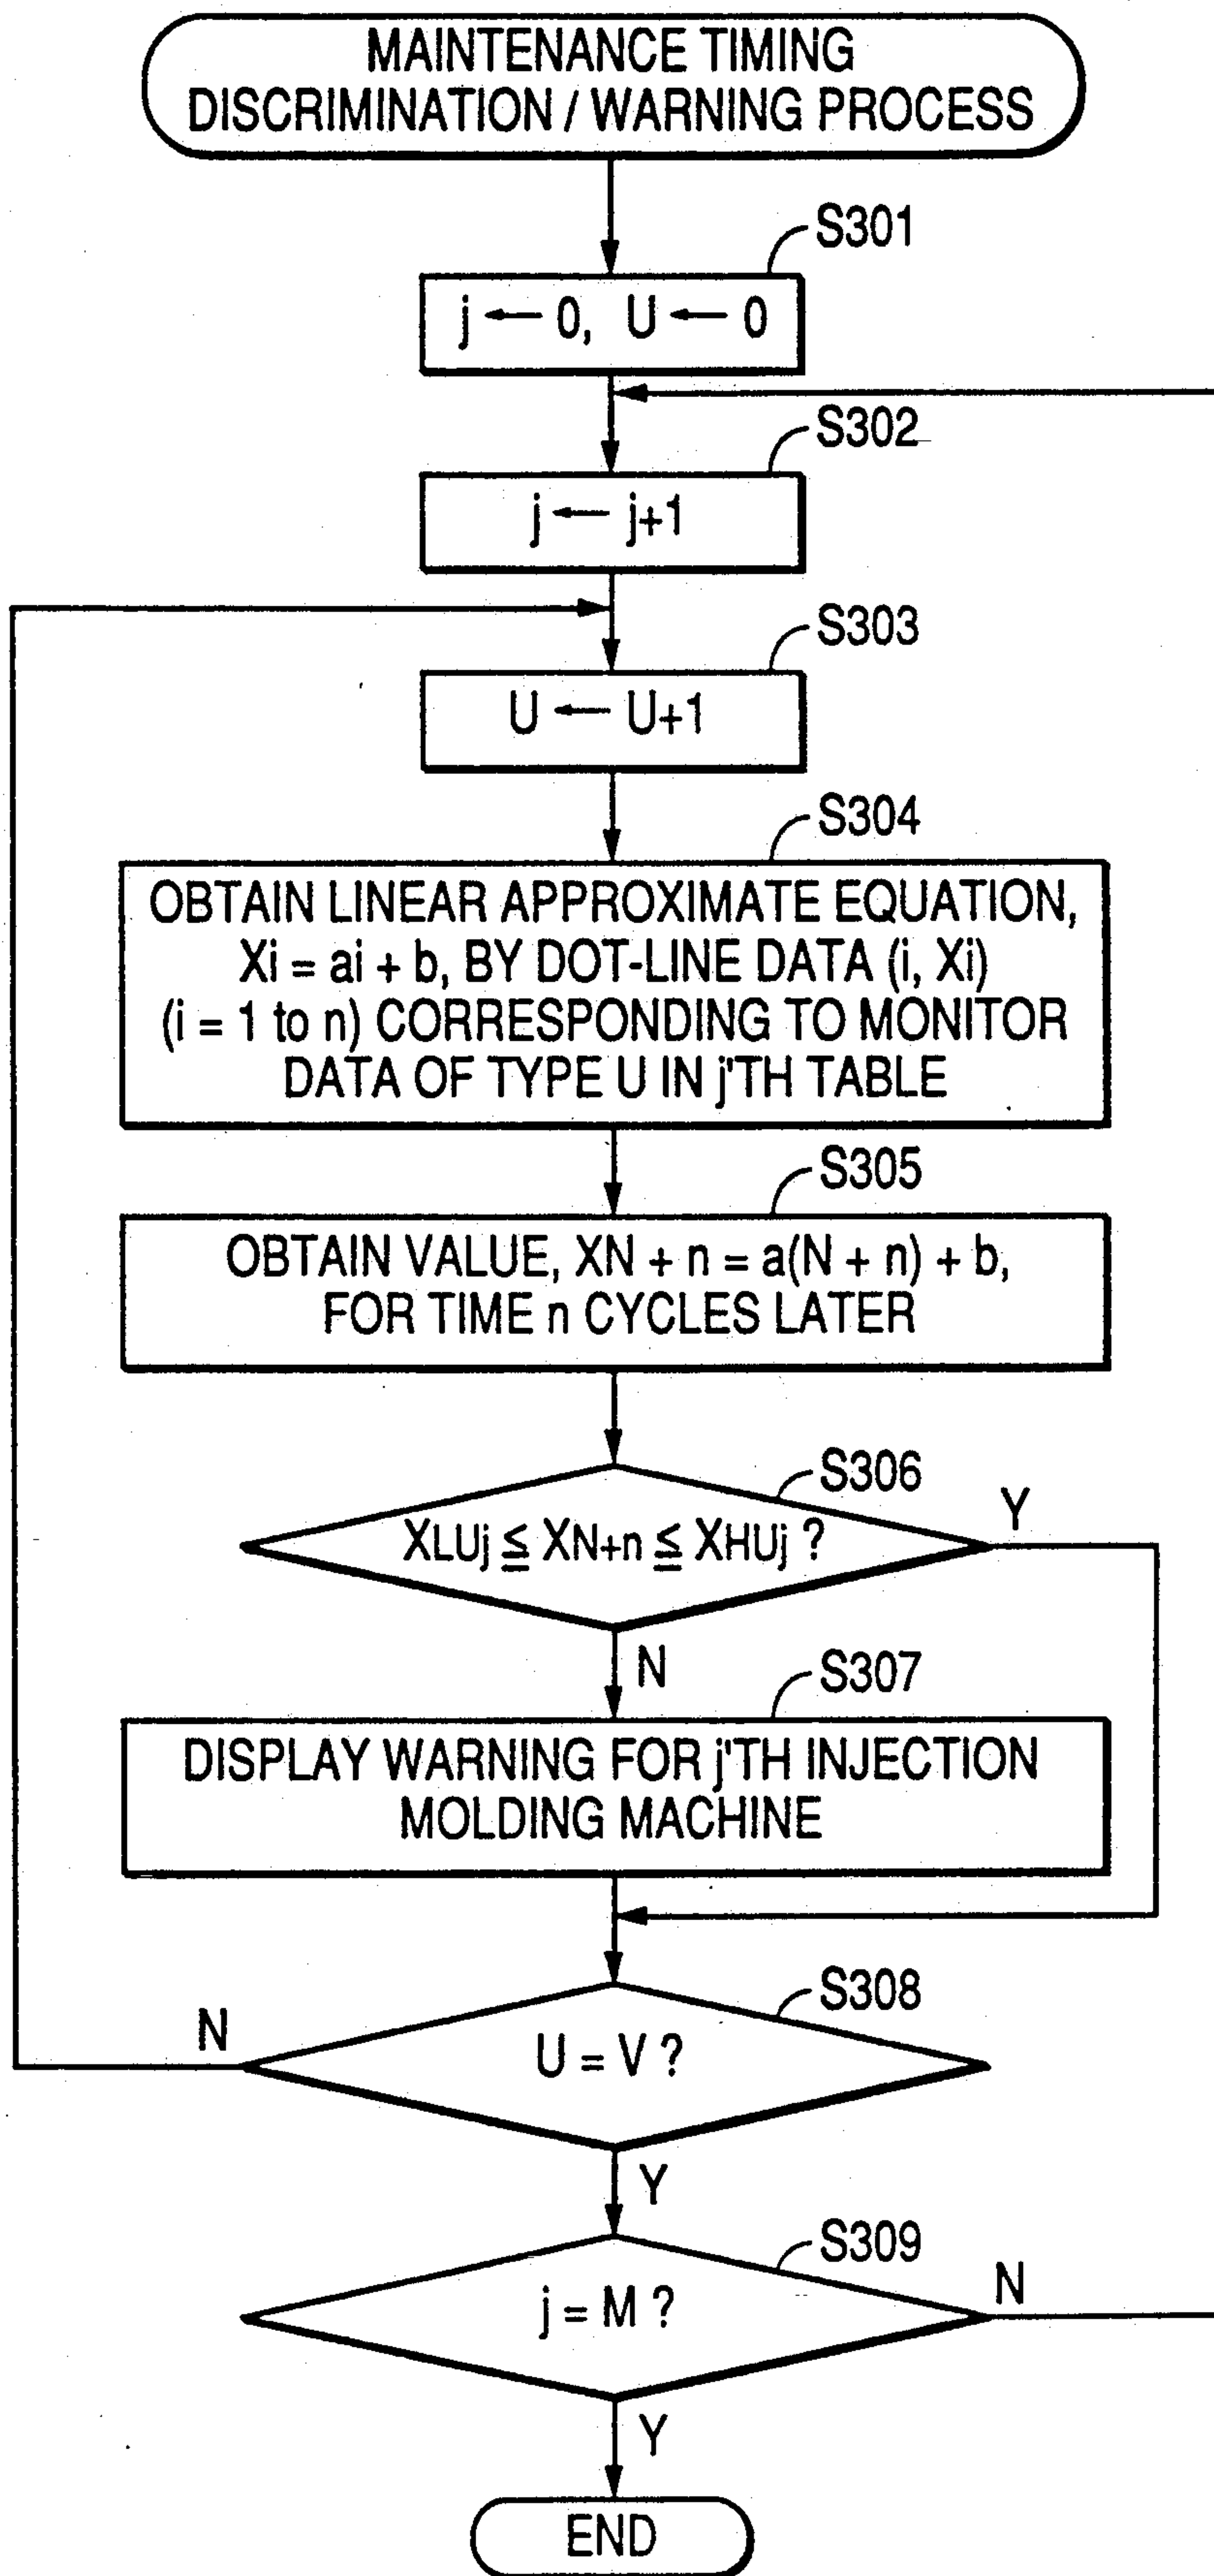 MAINTENANCE TIMING
DISCRIMINATION / WARNING PROCESS
S301
j ← 0, U ← 0
S302
j ← j+1
S303
U ← U+1
S304
OBTAIN LINEAR APPROXIMATE EQUATION,
Xi = ai + b, BY DOT-LINE DATA (i, Xi)
(i = 1 to n) CORRESPONDING TO MONITOR
DATA OF TYPE U IN j'TH TABLE
S305
OBTAIN VALUE, XN + n = a(N + n) + b,
FOR TIME n CYCLES LATER
S306
XLUj ≦ XN+n ≦ XHUj ?
Y
N
S307
DISPLAY WARNING FOR j'TH INJECTION
MOLDING MACHINE
S308
N
U = V ?
Y
S309
j = M ?
N
Y
END